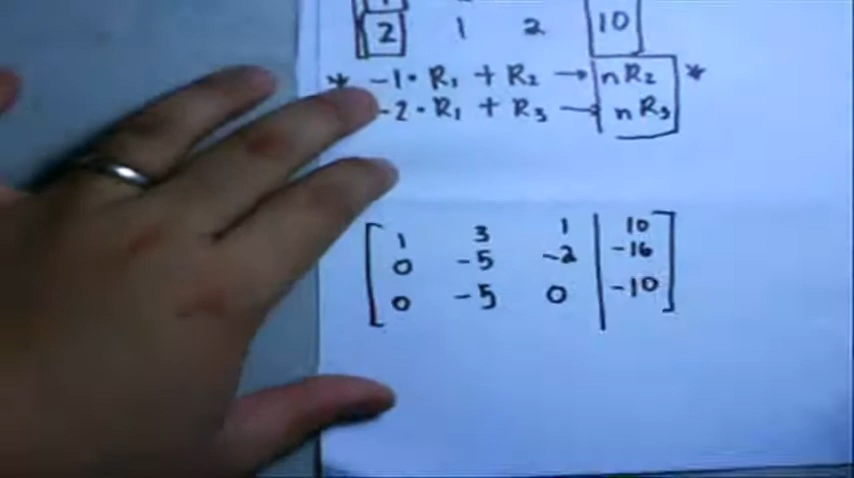 2 1 2 10
* -1 · R₁ + R₂ → nR₂ *
-2 · R₁ + R₃ → nR₃
1 3 1 10
0 -5 -2 -16
0 -5 0 -10